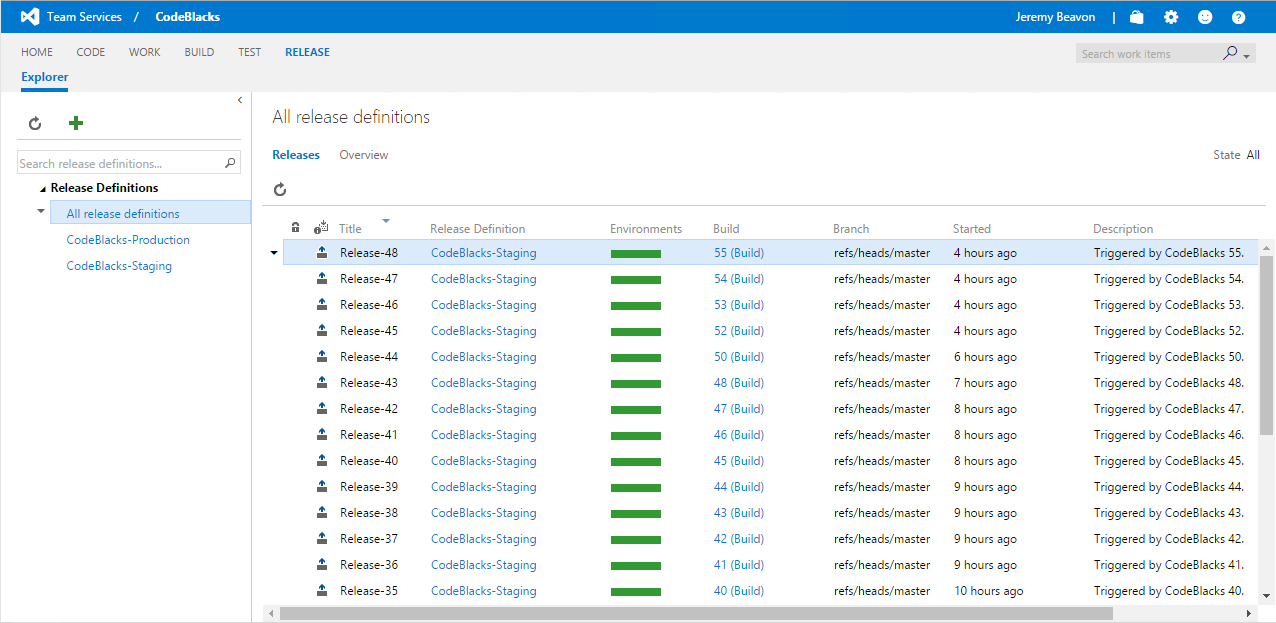 Team Services / CodeBlacks Jeremy Beavon |
HOME CODE WORK BUILD TEST RELEASE Search work items
Explorer
All release definitions
Search release definitions...
Release Definitions
All release definitions
CodeBlacks-Production
CodeBlacks-Staging
Releases Overview State All
Title Release Definition Environments Build Branch Started Description
Release-48 CodeBlacks-Staging 55 (Build) refs/heads/master 4 hours ago Triggered by CodeBlacks 55.
Release-47 CodeBlacks-Staging 54 (Build) refs/heads/master 4 hours ago Triggered by CodeBlacks 54.
Release-46 CodeBlacks-Staging 53 (Build) refs/heads/master 4 hours ago Triggered by CodeBlacks 53.
Release-45 CodeBlacks-Staging 52 (Build) refs/heads/master 4 hours ago Triggered by CodeBlacks 52.
Release-44 CodeBlacks-Staging 50 (Build) refs/heads/master 6 hours ago Triggered by CodeBlacks 50.
Release-43 CodeBlacks-Staging 48 (Build) refs/heads/master 7 hours ago Triggered by CodeBlacks 48.
Release-42 CodeBlacks-Staging 47 (Build) refs/heads/master 8 hours ago Triggered by CodeBlacks 47.
Release-41 CodeBlacks-Staging 46 (Build) refs/heads/master 8 hours ago Triggered by CodeBlacks 46.
Release-40 CodeBlacks-Staging 45 (Build) refs/heads/master 8 hours ago Triggered by CodeBlacks 45.
Release-39 CodeBlacks-Staging 44 (Build) refs/heads/master 9 hours ago Triggered by CodeBlacks 44.
Release-38 CodeBlacks-Staging 43 (Build) refs/heads/master 9 hours ago Triggered by CodeBlacks 43.
Release-37 CodeBlacks-Staging 42 (Build) refs/heads/master 9 hours ago Triggered by CodeBlacks 42.
Release-36 CodeBlacks-Staging 41 (Build) refs/heads/master 9 hours ago Triggered by CodeBlacks 41.
Release-35 CodeBlacks-Staging 40 (Build) refs/heads/master 10 hours ago Triggered by CodeBlacks 40.